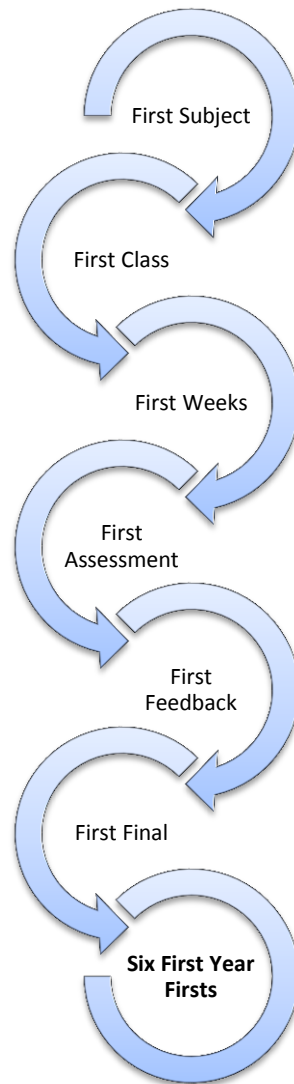 First Subject
First Class
First Weeks
First
Assessment
First
Feedback
First Final
Six First Year
Firsts